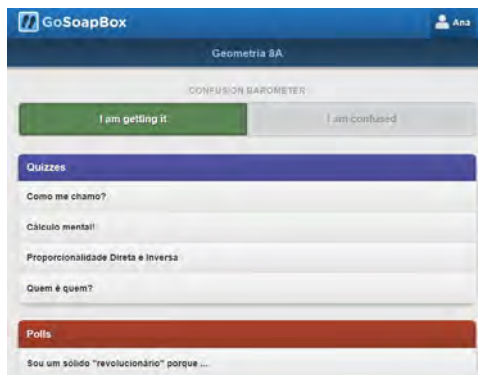 GoSoapBox
Ana
Geometria 8A
CONFUSION BAROMETER
I am getting it
I am confused
Quizzes
Como me chamo?
Cálculo mental!
Proporcionalidade Direta e Inversa
Quem é quem?
Polls
Sou um sólido "revolucionário" porque ...